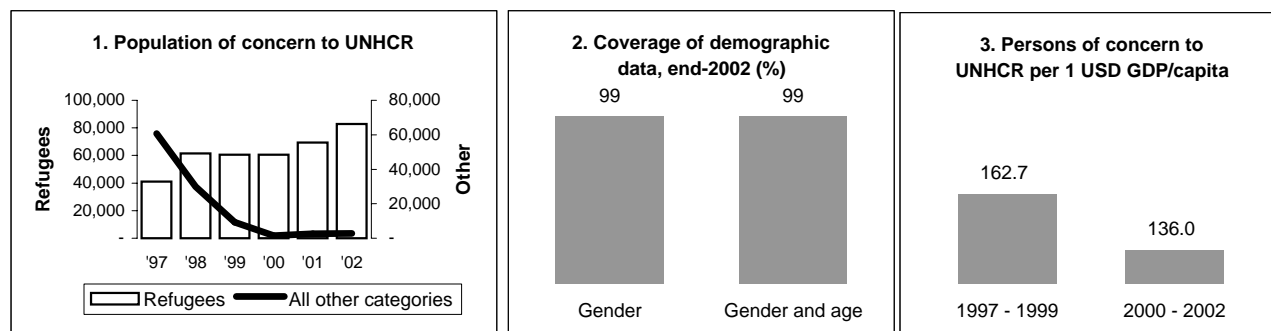 1. Population of concern to UNHCR
100,000
80,000
60,000
40,000
20,000
-
Refugees
80,000
60,000
40,000
20,000
-
Other
'97 '98 '99 '00 '01 '02
Refugees All other categories
2. Coverage of demographic
data, end-2002 (%)
99 99
Gender Gender and age
3. Persons of concern to
UNHCR per 1 USD GDP/capita
162.7
136.0
1997 - 1999 2000 - 2002